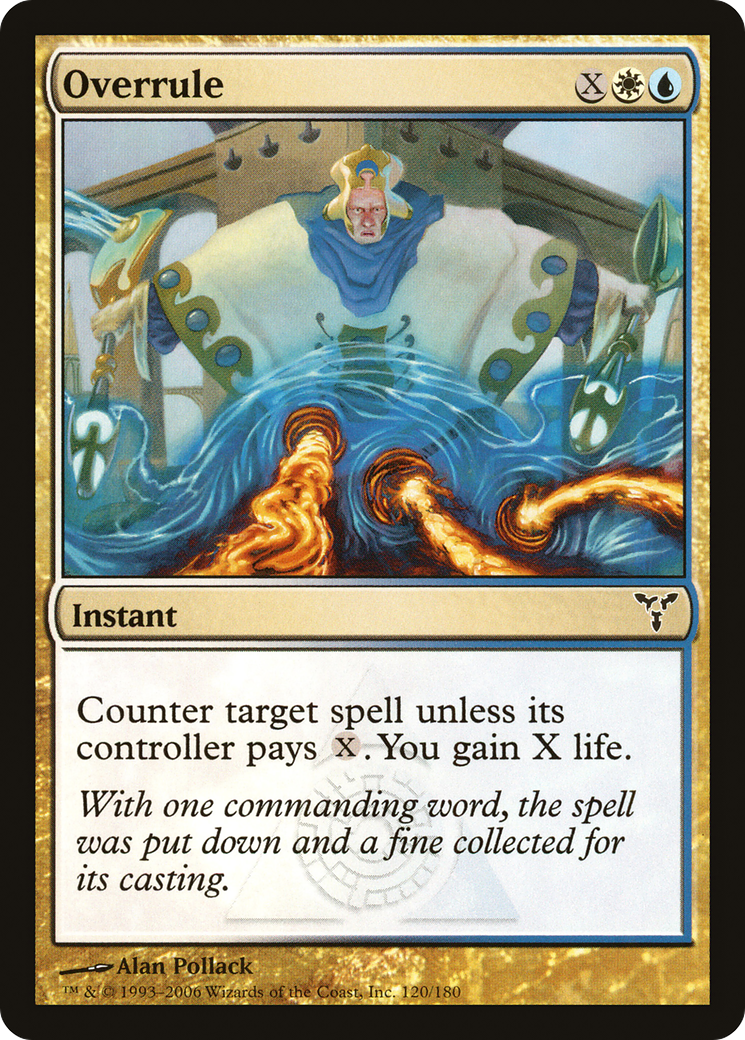 Overrule X
Instant
Counter target spell unless its
controller pays X. You gain X life.
With one commanding word, the spell
was put down and a fine collected for
its casting.
Alan Pollack
™ & © 1993–2006 Wizards of the Coast, Inc. 120/180